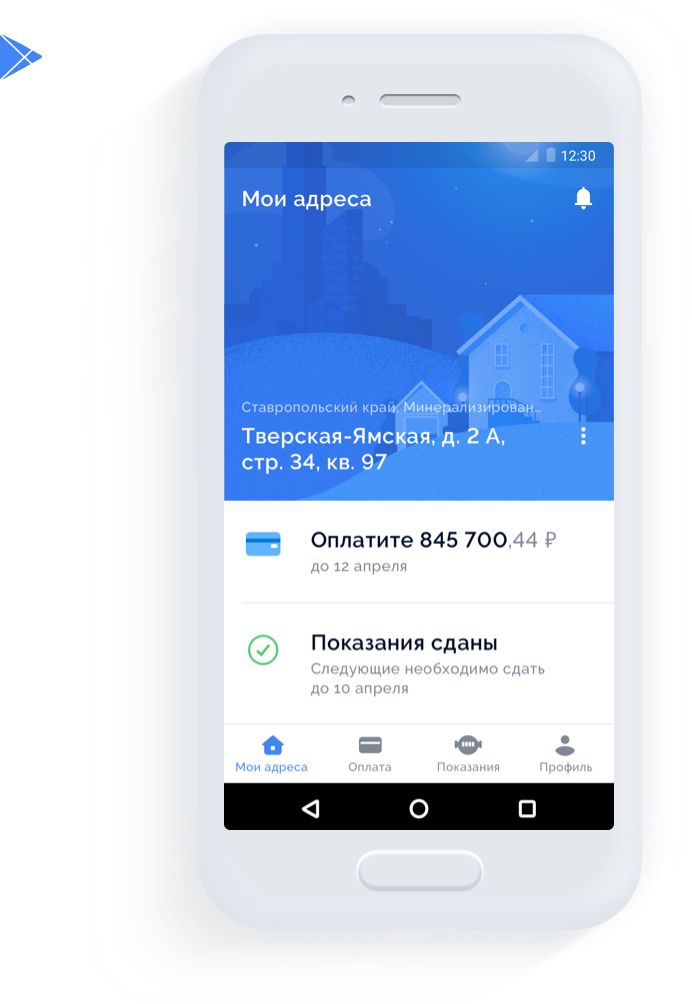 12:30
Мои адреса
Ставропольский край, Минерализирован...
Тверская-Ямская, д. 2 А,
стр. 34, кв. 97
Оплатите 845 700,44 ₽
до 12 апреля
Показания сданы
Следующие необходимо сдать
до 10 апреля
Мои адреса Оплата Показания Профиль